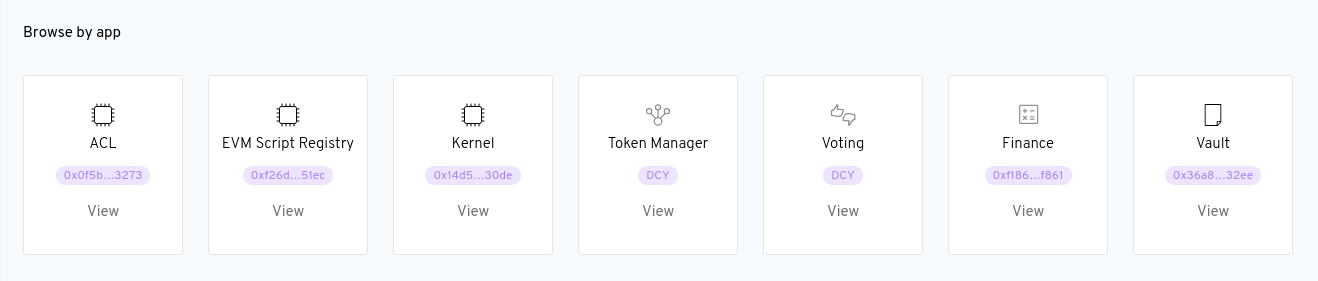 Browse by app
ACL
0x0f5b...3273
View
EVM Script Registry
0xf26d...51ec
View
Kernel
0x14d5...30de
View
Token Manager
DCY
View
Voting
DCY
View
Finance
0xf186...f861
View
Vault
0x36a8...32ee
View